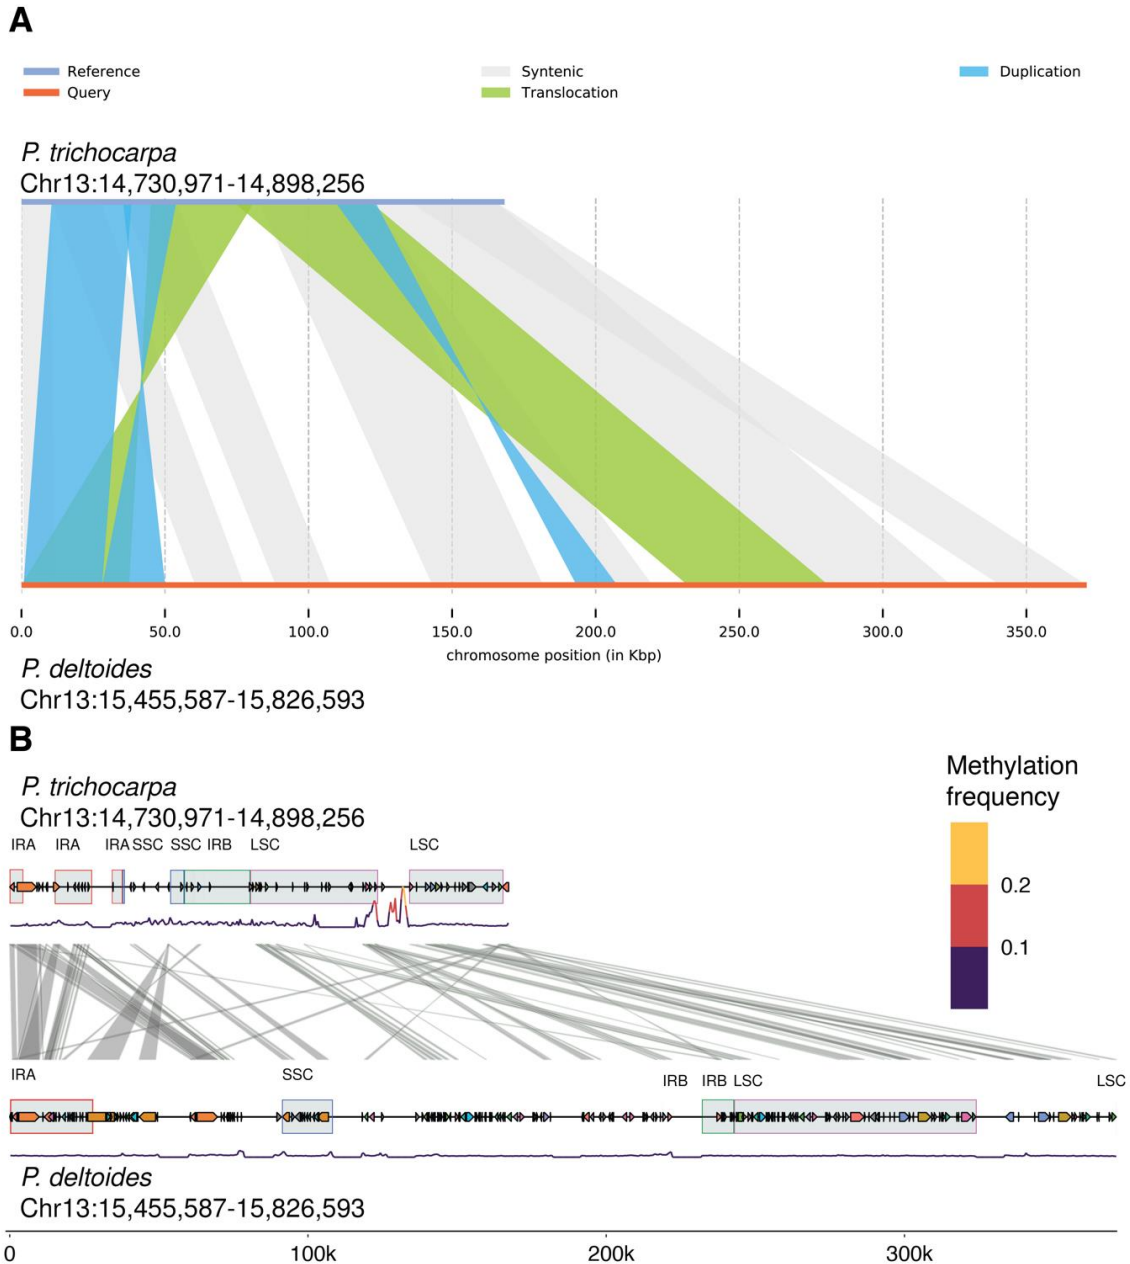 A
Reference
Syntenic
Duplication
Query
Translocation
P. trichocarpa
Chr13:14,730,971-14,898,256
0.0 50.0 100.0 150.0 200.0 250.0 300.0 350.0
chromosome position (in Kbp)
P. deltoides
Chr13:15,455,587-15,826,593
B
P. trichocarpa
Chr13:14,730,971-14,898,256
IRA IRA IRA SSC SSC IRB LSC LSC
Methylation
frequency
0.2
0.1
IRA SSC IRB IRB LSC LSC
P. deltoides
Chr13:15,455,587-15,826,593
0 100k 200k 300k